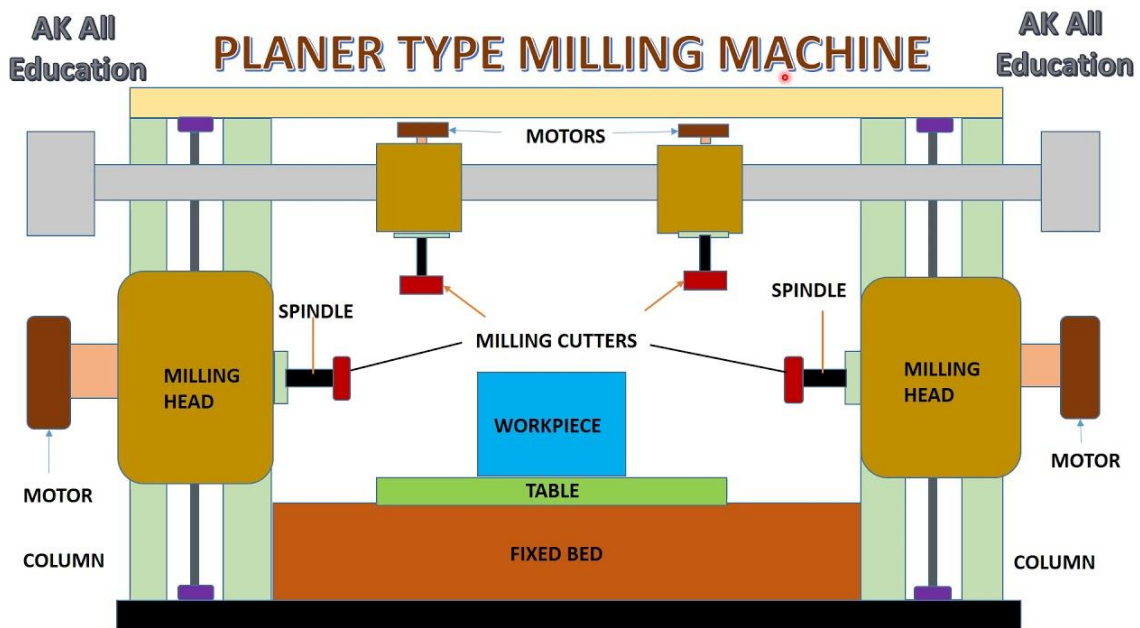 AK All
Education
PLANER TYPE MILLING MACHINE
AK All
Education
MOTORS
SPINDLE
SPINDLE
MILLING CUTTERS
MILLING
HEAD
MILLING
HEAD
WORKPIECE
MOTOR
MOTOR
TABLE
COLUMN
FIXED BED
COLUMN